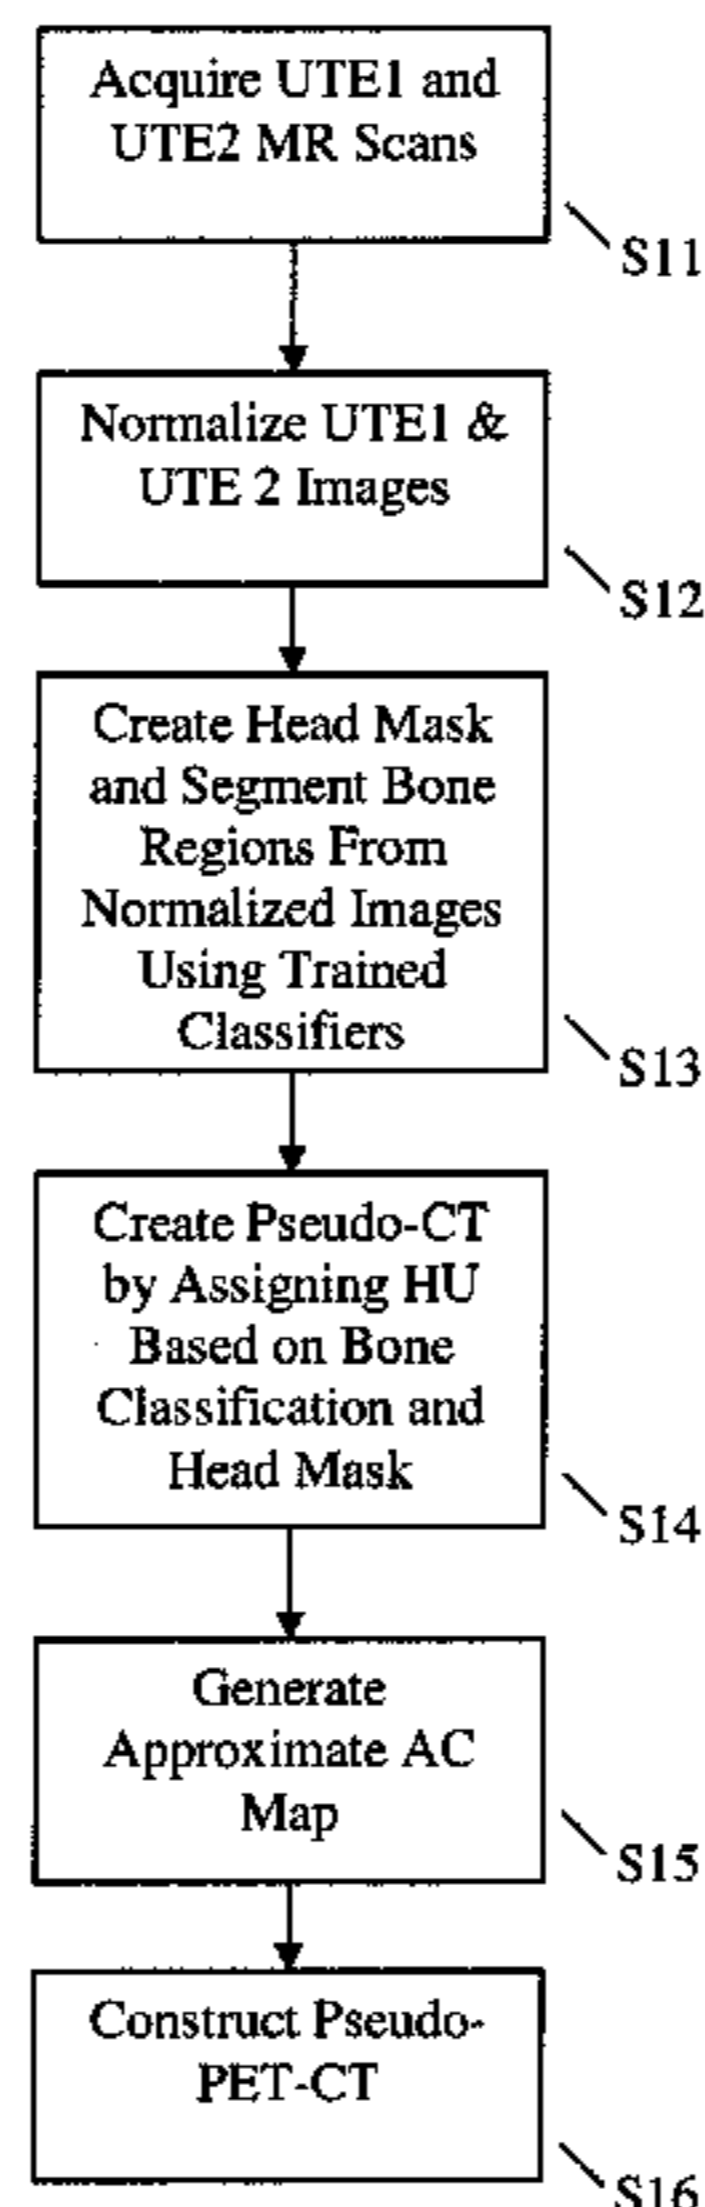 Acquire UTE1 and
UTE2 MR Scans
S11
Normalize UTE1 &
UTE 2 Images
S12
Create Head Mask
and Segment Bone
Regions From
Normalized Images
Using Trained
Classifiers
S13
Create Pseudo-CT
by Assigning HU
Based on Bone
Classification and
Head Mask
S14
Generate
Approximate AC
Map
S15
Construct Pseudo-
PET-CT
S16